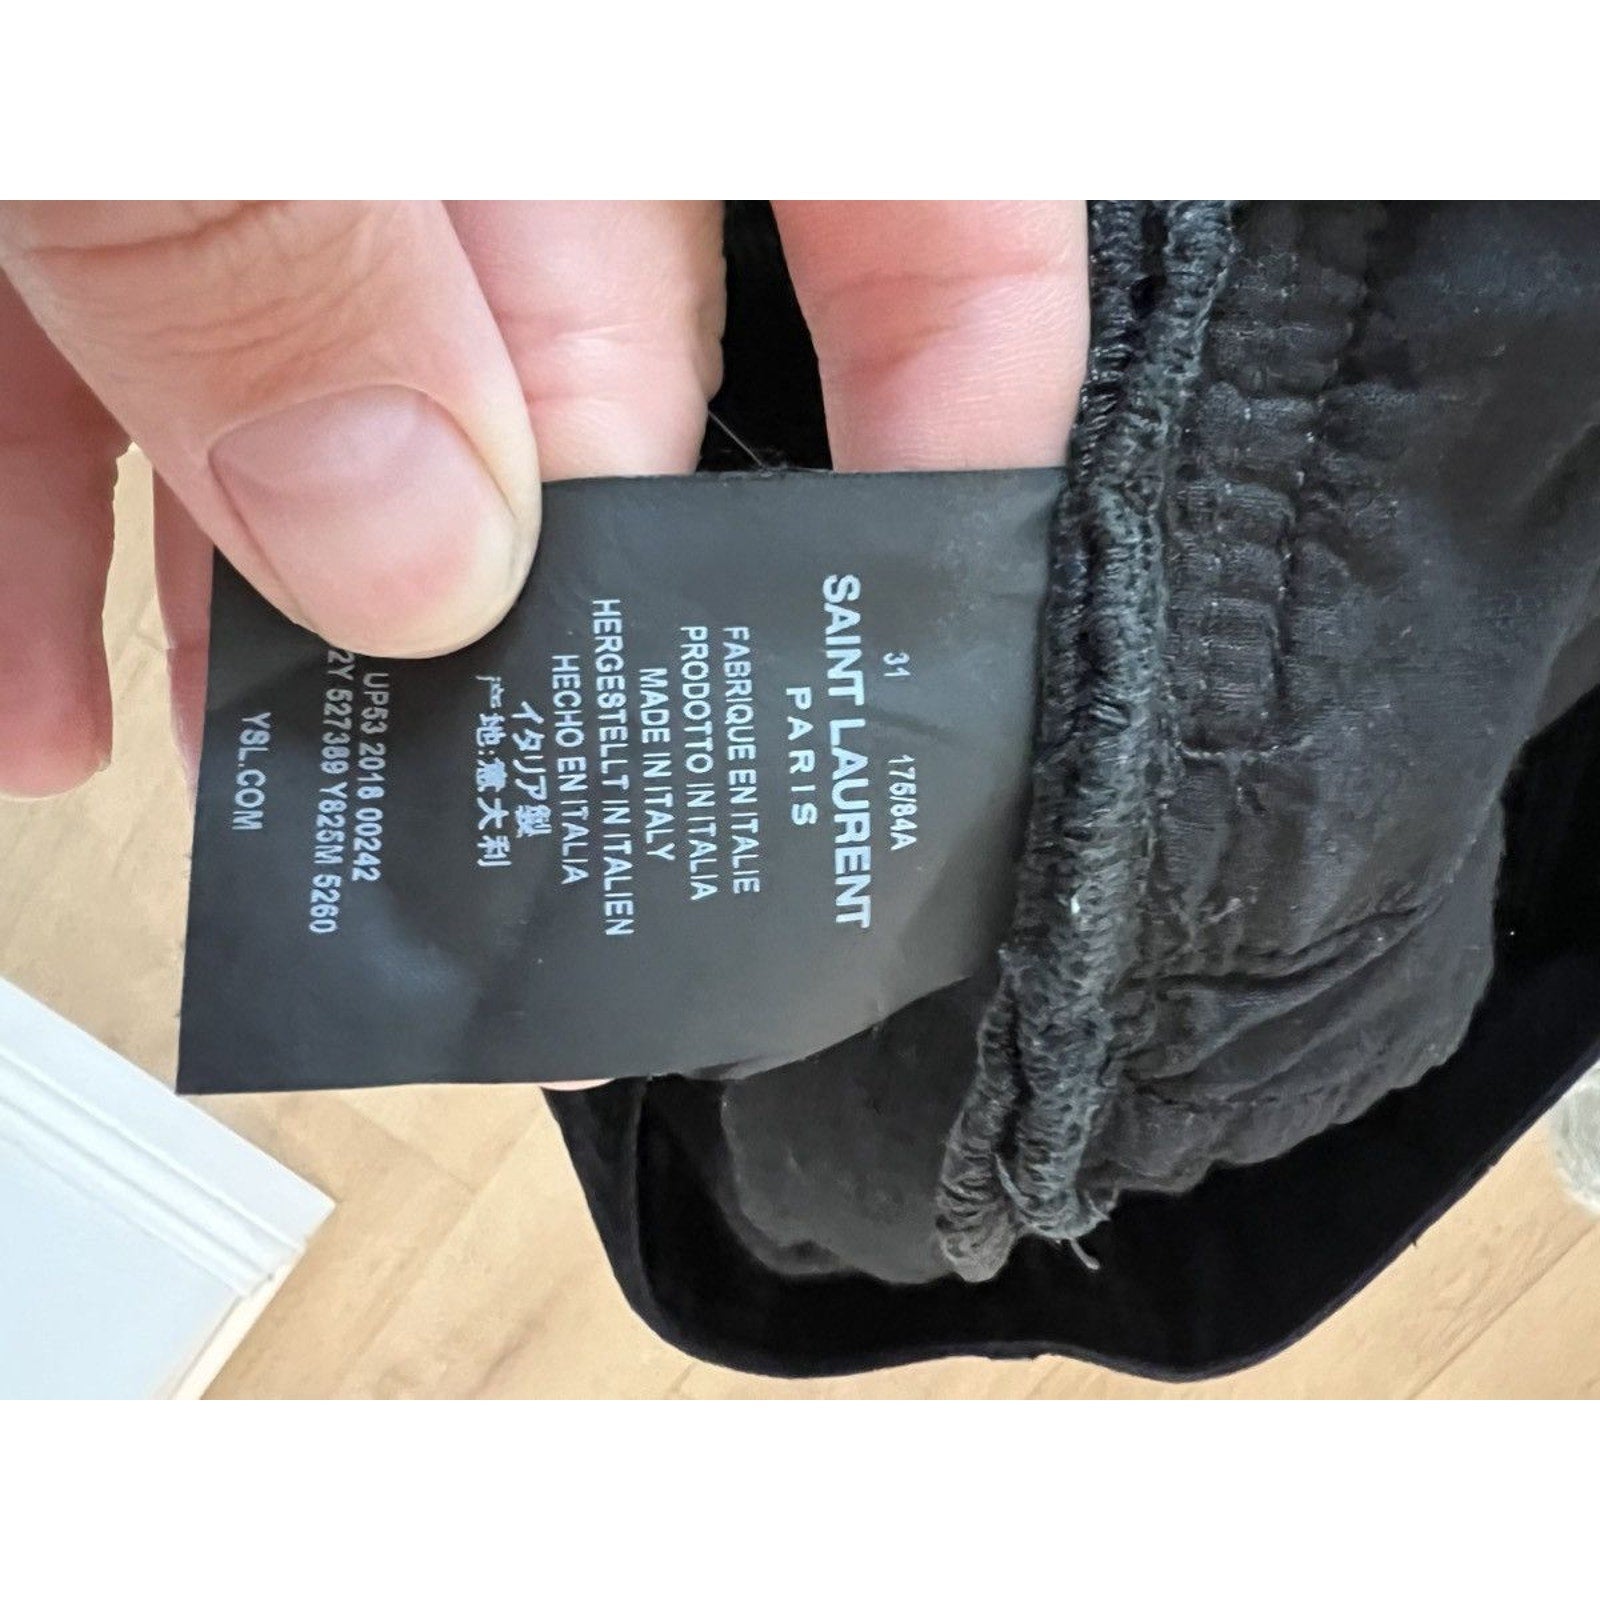 31 175/84A
SAINT LAURENT
PARIS
FABRIQUE EN ITALIE
PRODOTTO IN ITALIA
MADE IN ITALY
HERGESTELLT IN ITALIEN
HECHO EN ITALIA
イタリア製
产地:意大利
UP53 2018 00242
2Y 527389 Y825M 5260
YSL.COM